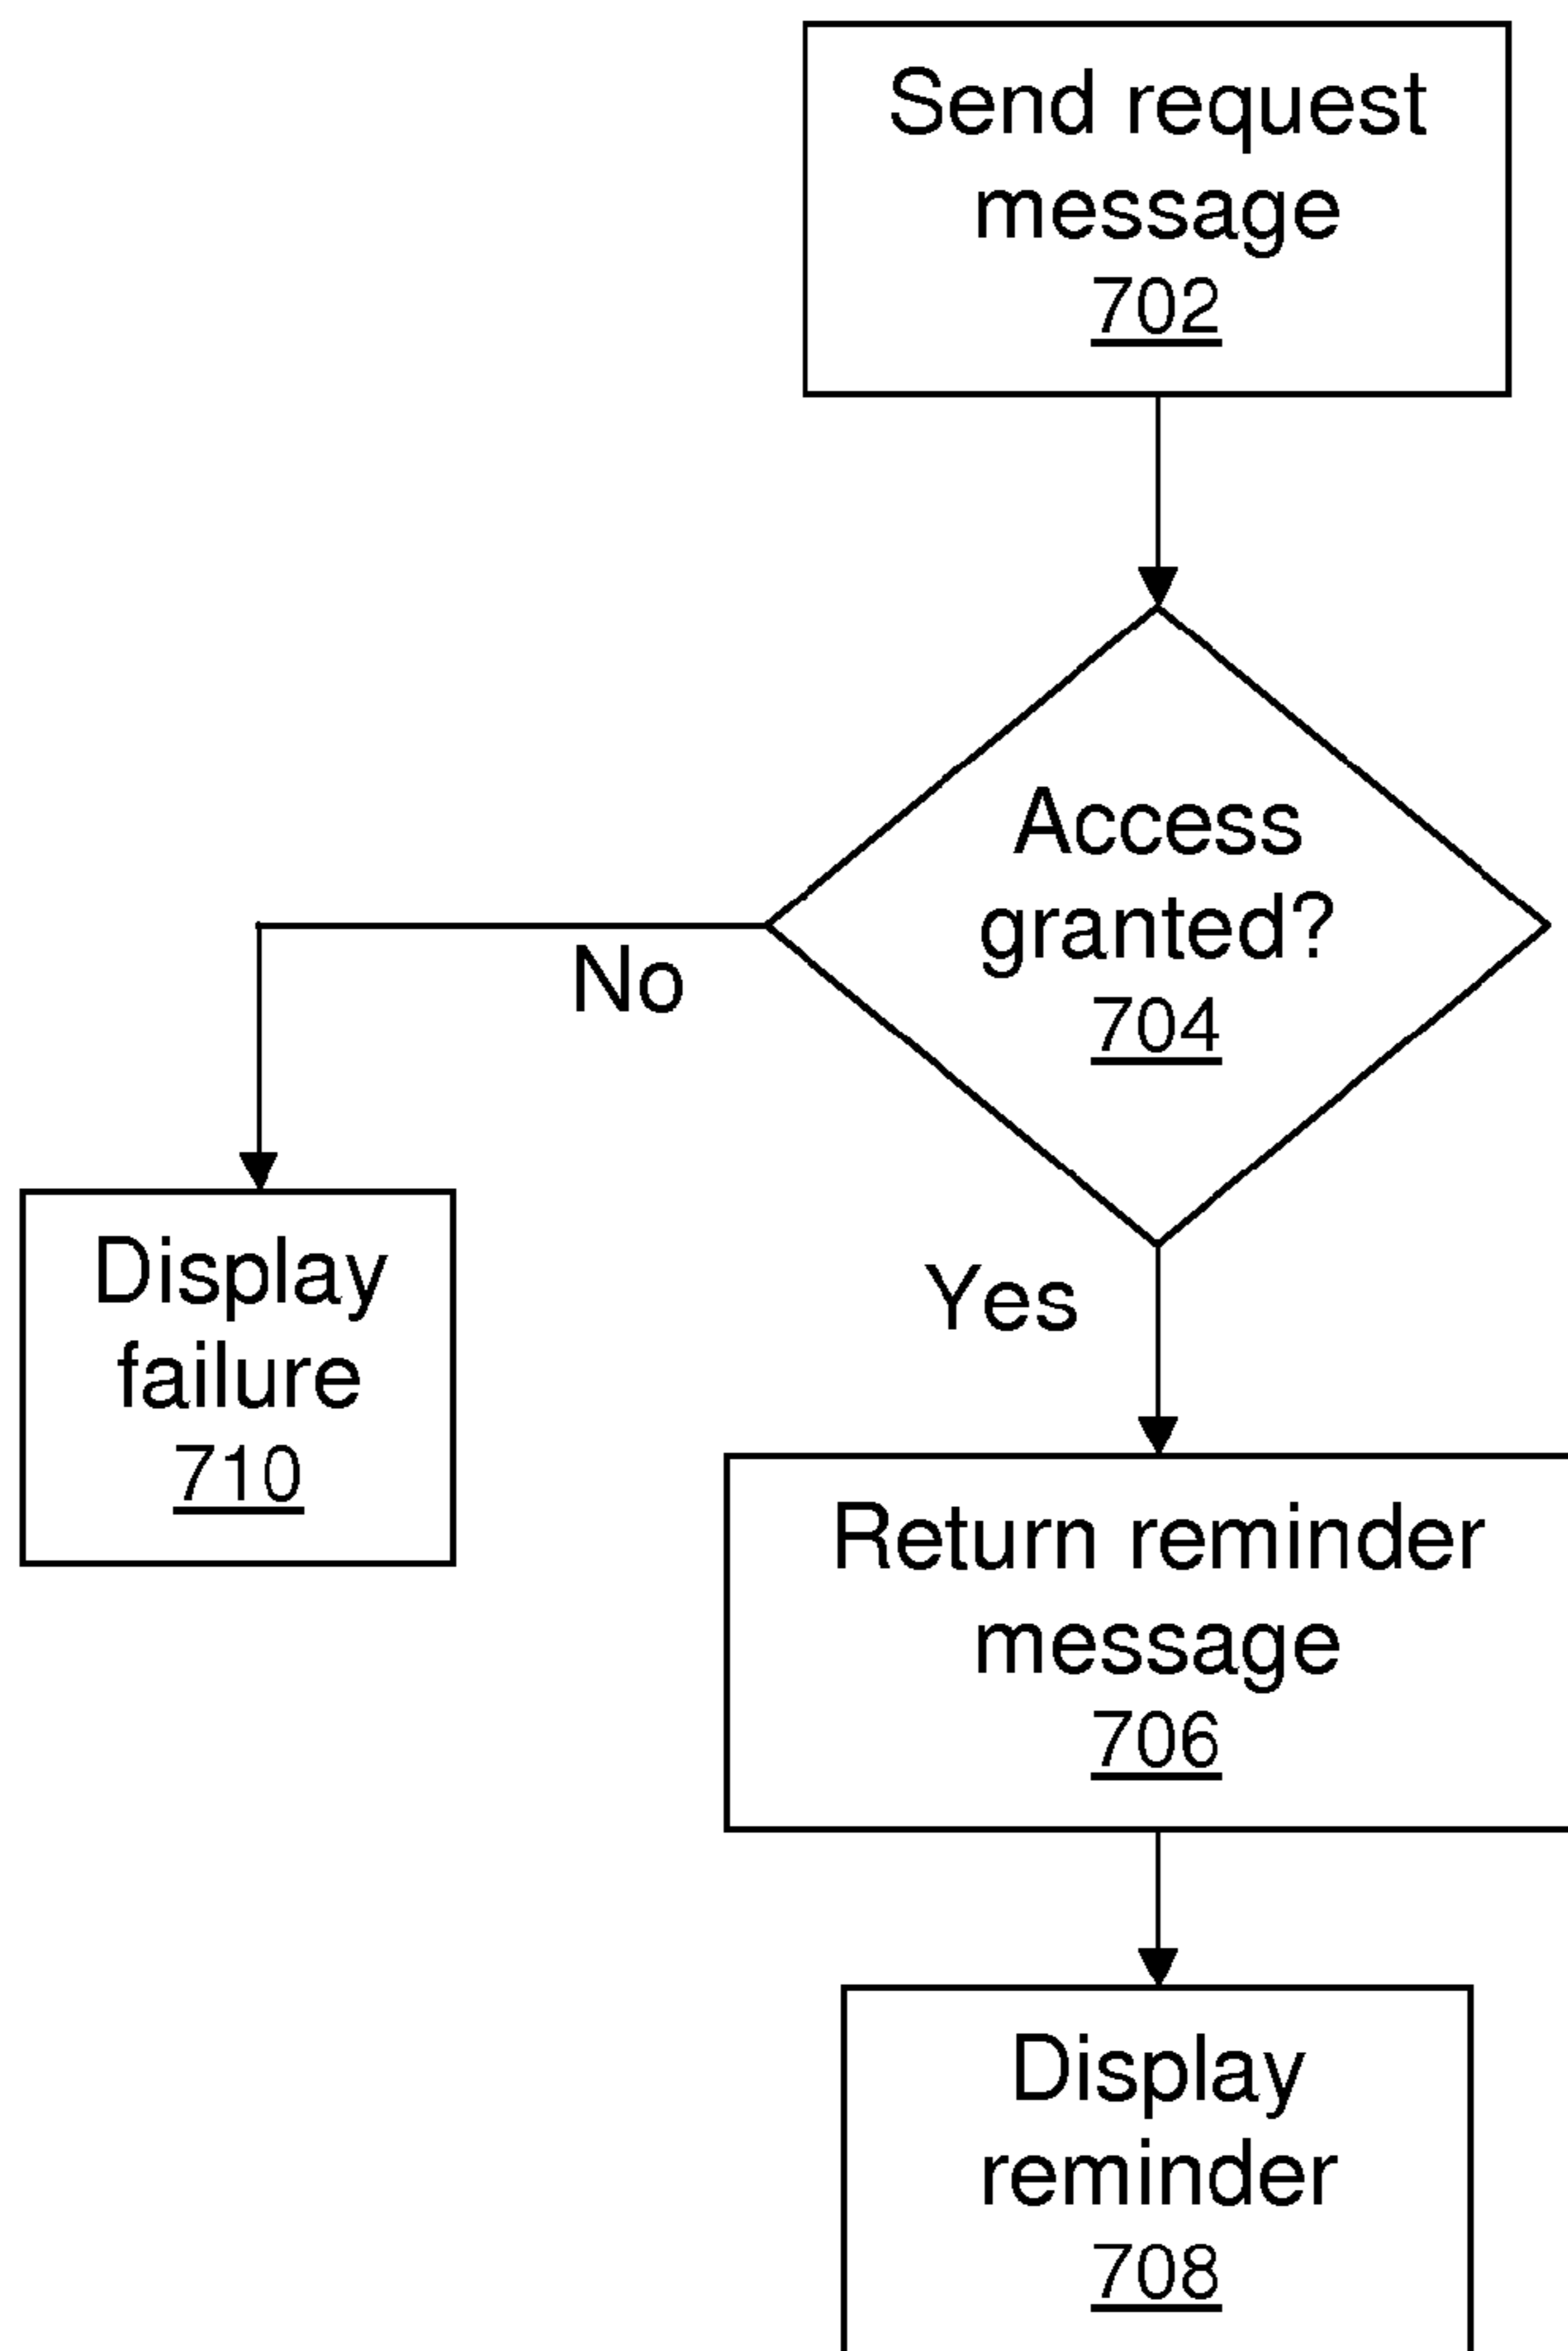 Send request
message
702
Access
granted?
704
No
Yes
Display
failure
710
Return reminder
message
706
Display
reminder
708